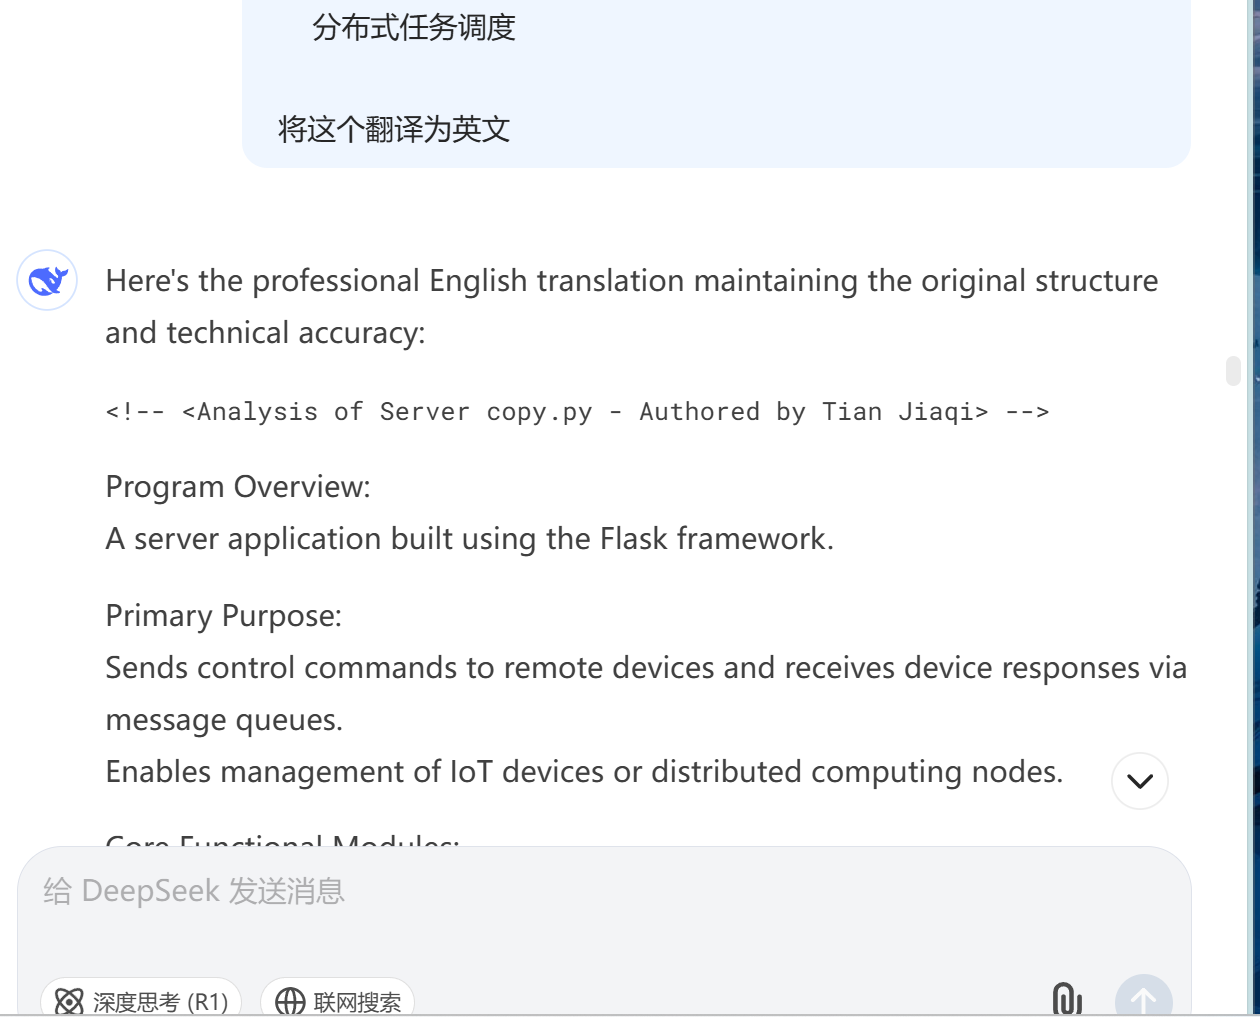 分布式任务调度
将这个翻译为英文
Here's the professional English translation maintaining the original structure
and technical accuracy:
<!-- <Analysis of Server copy.py - Authored by Tian Jiaqi> -->
Program Overview:
A server application built using the Flask framework.
Primary Purpose:
Sends control commands to remote devices and receives device responses via
message queues.
Enables management of IoT devices or distributed computing nodes.
Core Functional Modules:
给 DeepSeek 发送消息
深度思考 (R1)
联网搜索